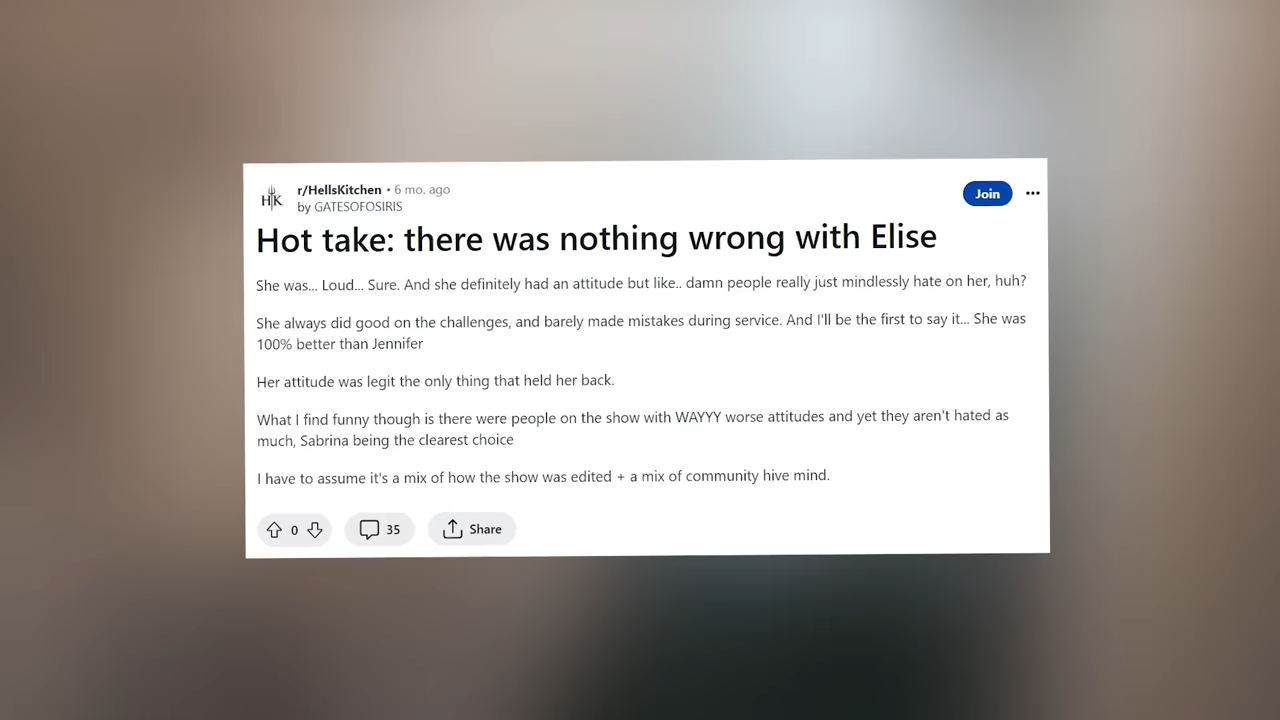 r/HellsKitchen • 6 mo. ago
by GATESOFOSIRIS
HK
Join
Hot take: there was nothing wrong with Elise
She was... Loud... Sure. And she definitely had an attitude but like.. damn people really just mindlessly hate on her, huh?
She always did good on the challenges, and barely made mistakes during service. And I'll be the first to say it... She was
100% better than Jennifer
Her attitude was legit the only thing that held her back.
What I find funny though is there were people on the show with WAYYY worse attitudes and yet they aren't hated as
much, Sabrina being the clearest choice
I have to assume it's a mix of how the show was edited + a mix of community hive mind.
0
35
Share